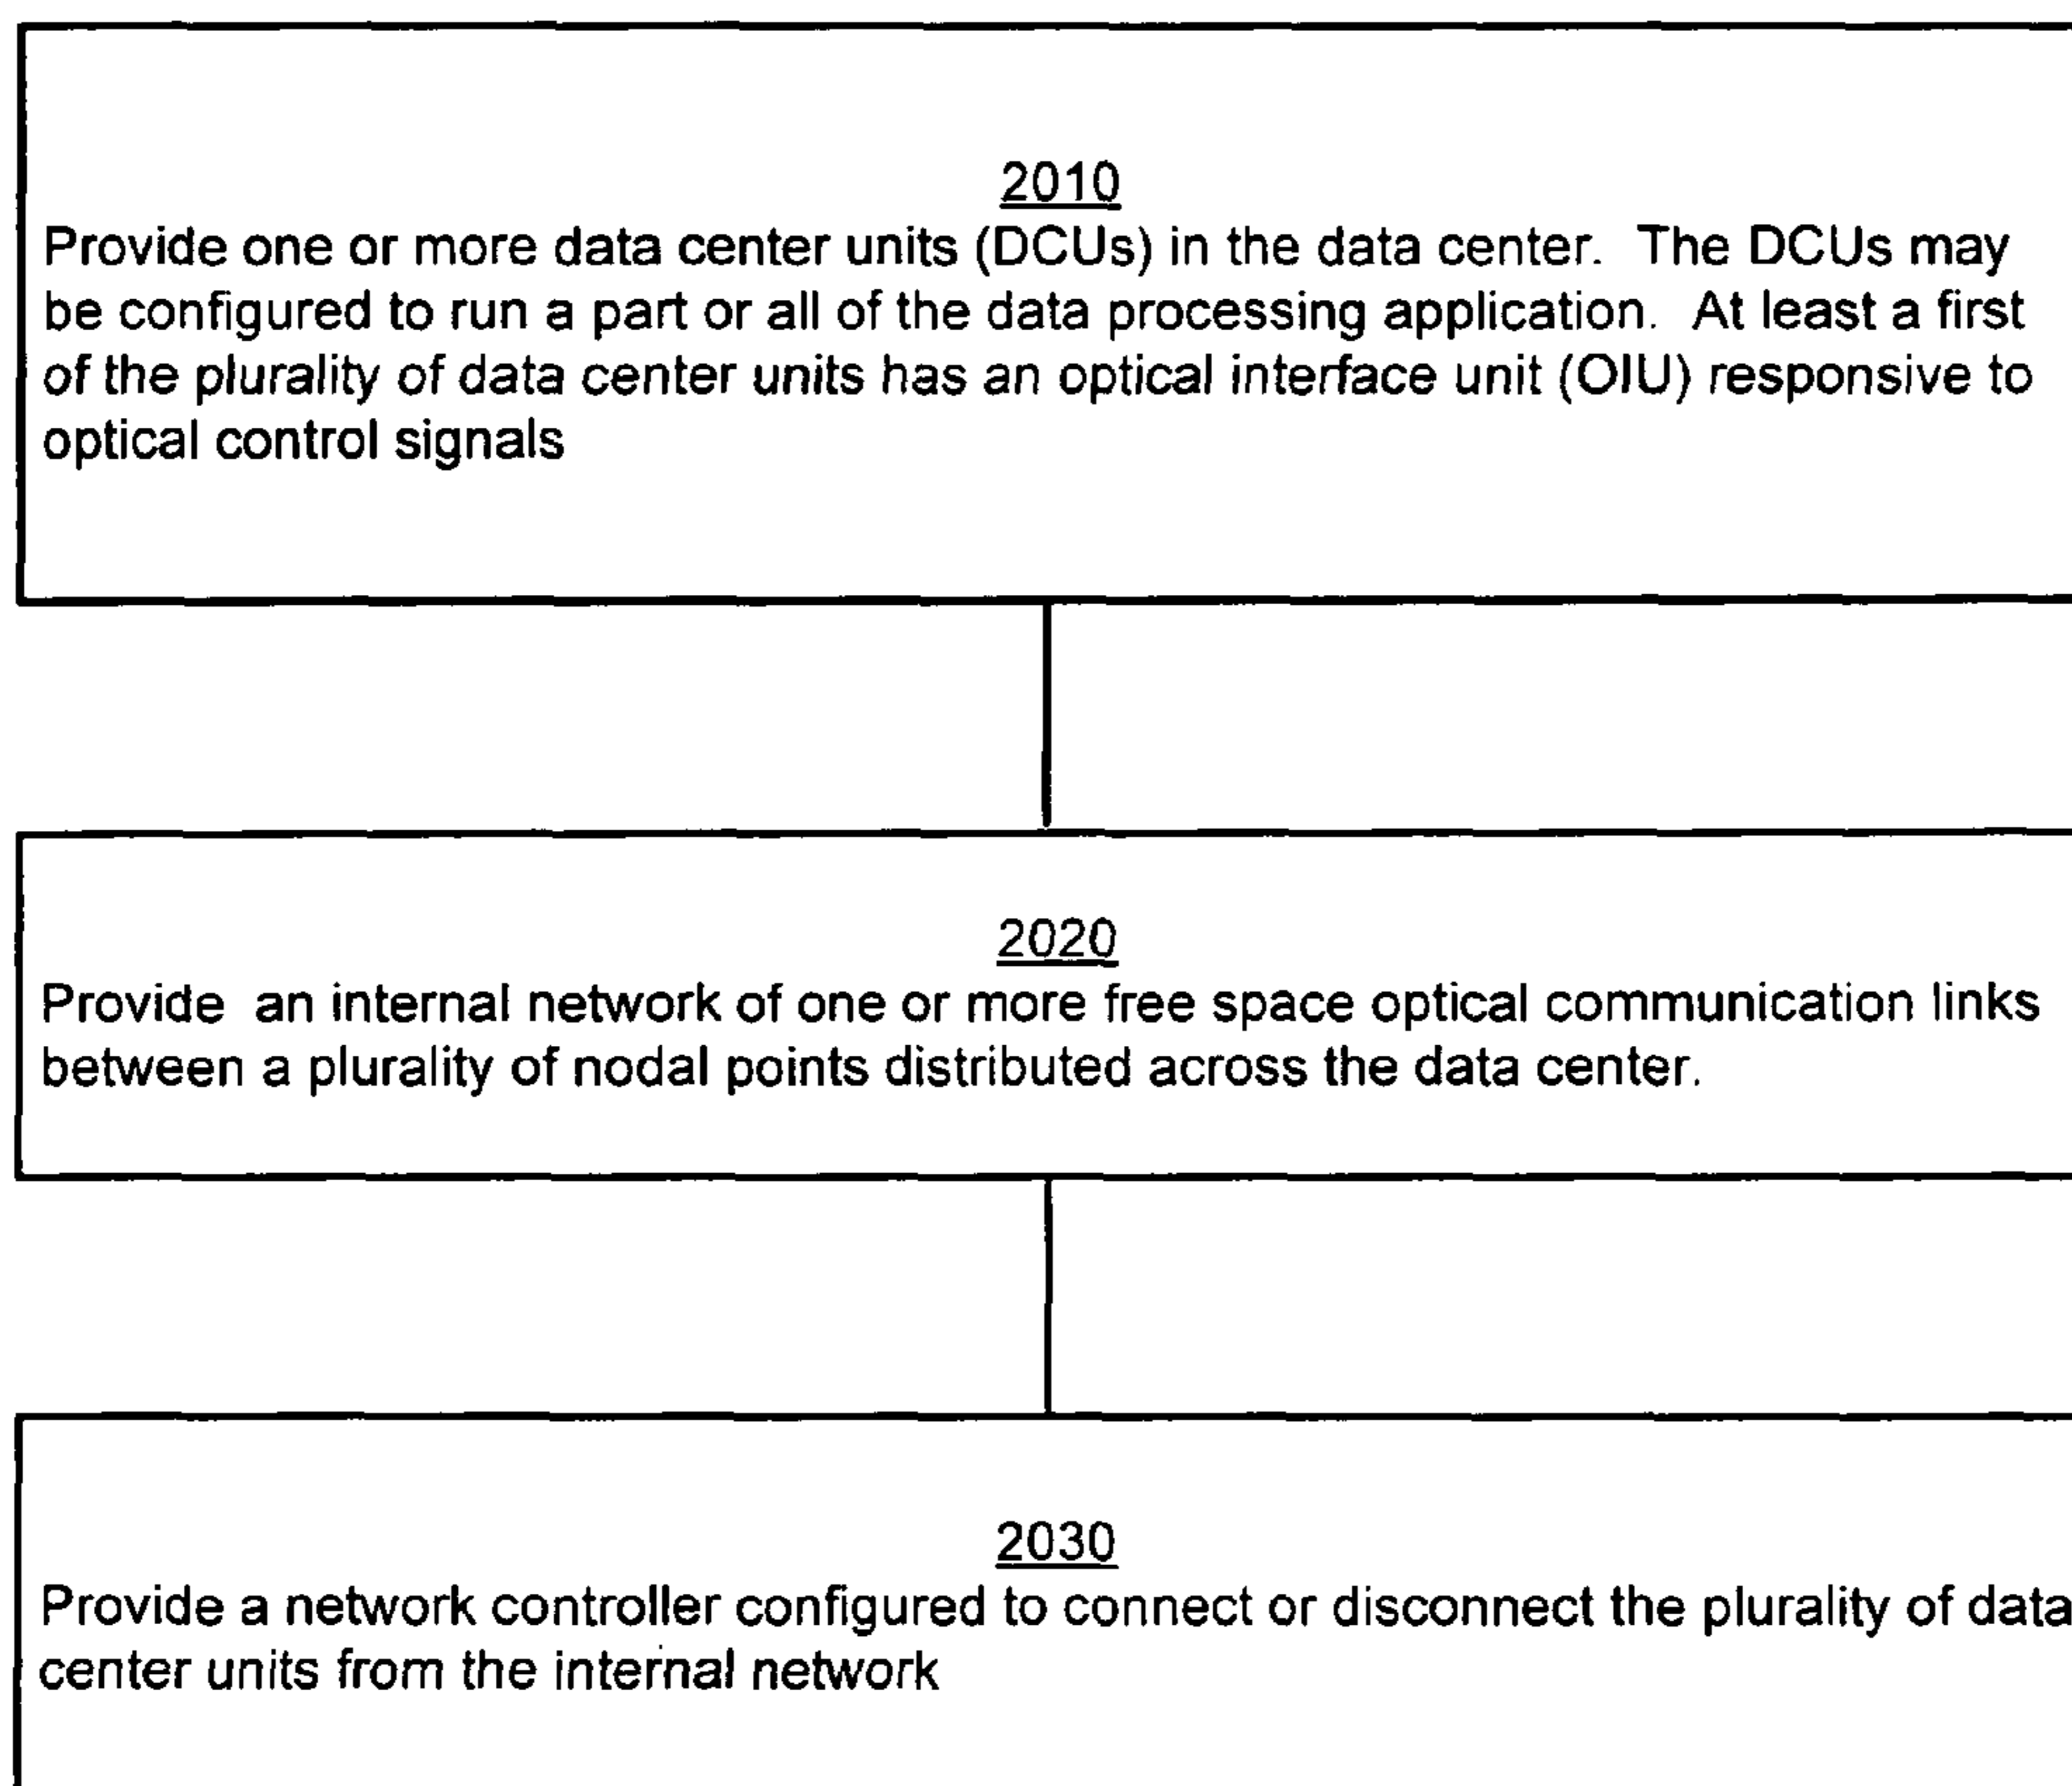 2010
Provide one or more data center units (DCUs) in the data center. The DCUs may
be configured to run a part or all of the data processing application. At least a first
of the plurality of data center units has an optical interface unit (OIU) responsive to
optical control signals
2020
Provide an internal network of one or more free space optical communication links
between a plurality of nodal points distributed across the data center.
2030
Provide a network controller configured to connect or disconnect the plurality of data
center units from the internal network